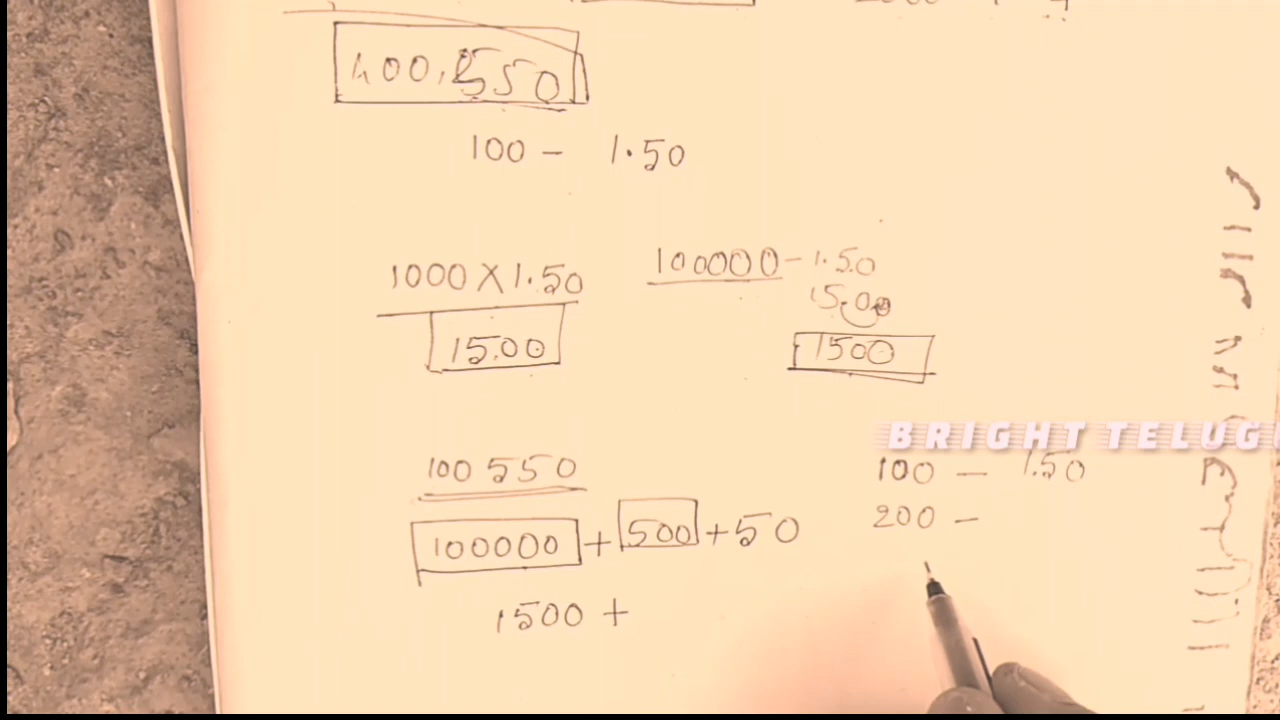 400,550
100 - 1.50
1000 X 1.50
15.00
100000 - 1.50
15.00
1500
BRIGHT TELUG
100 550
100000 + 500 + 50
1500 +
100 - 1.50
200 -